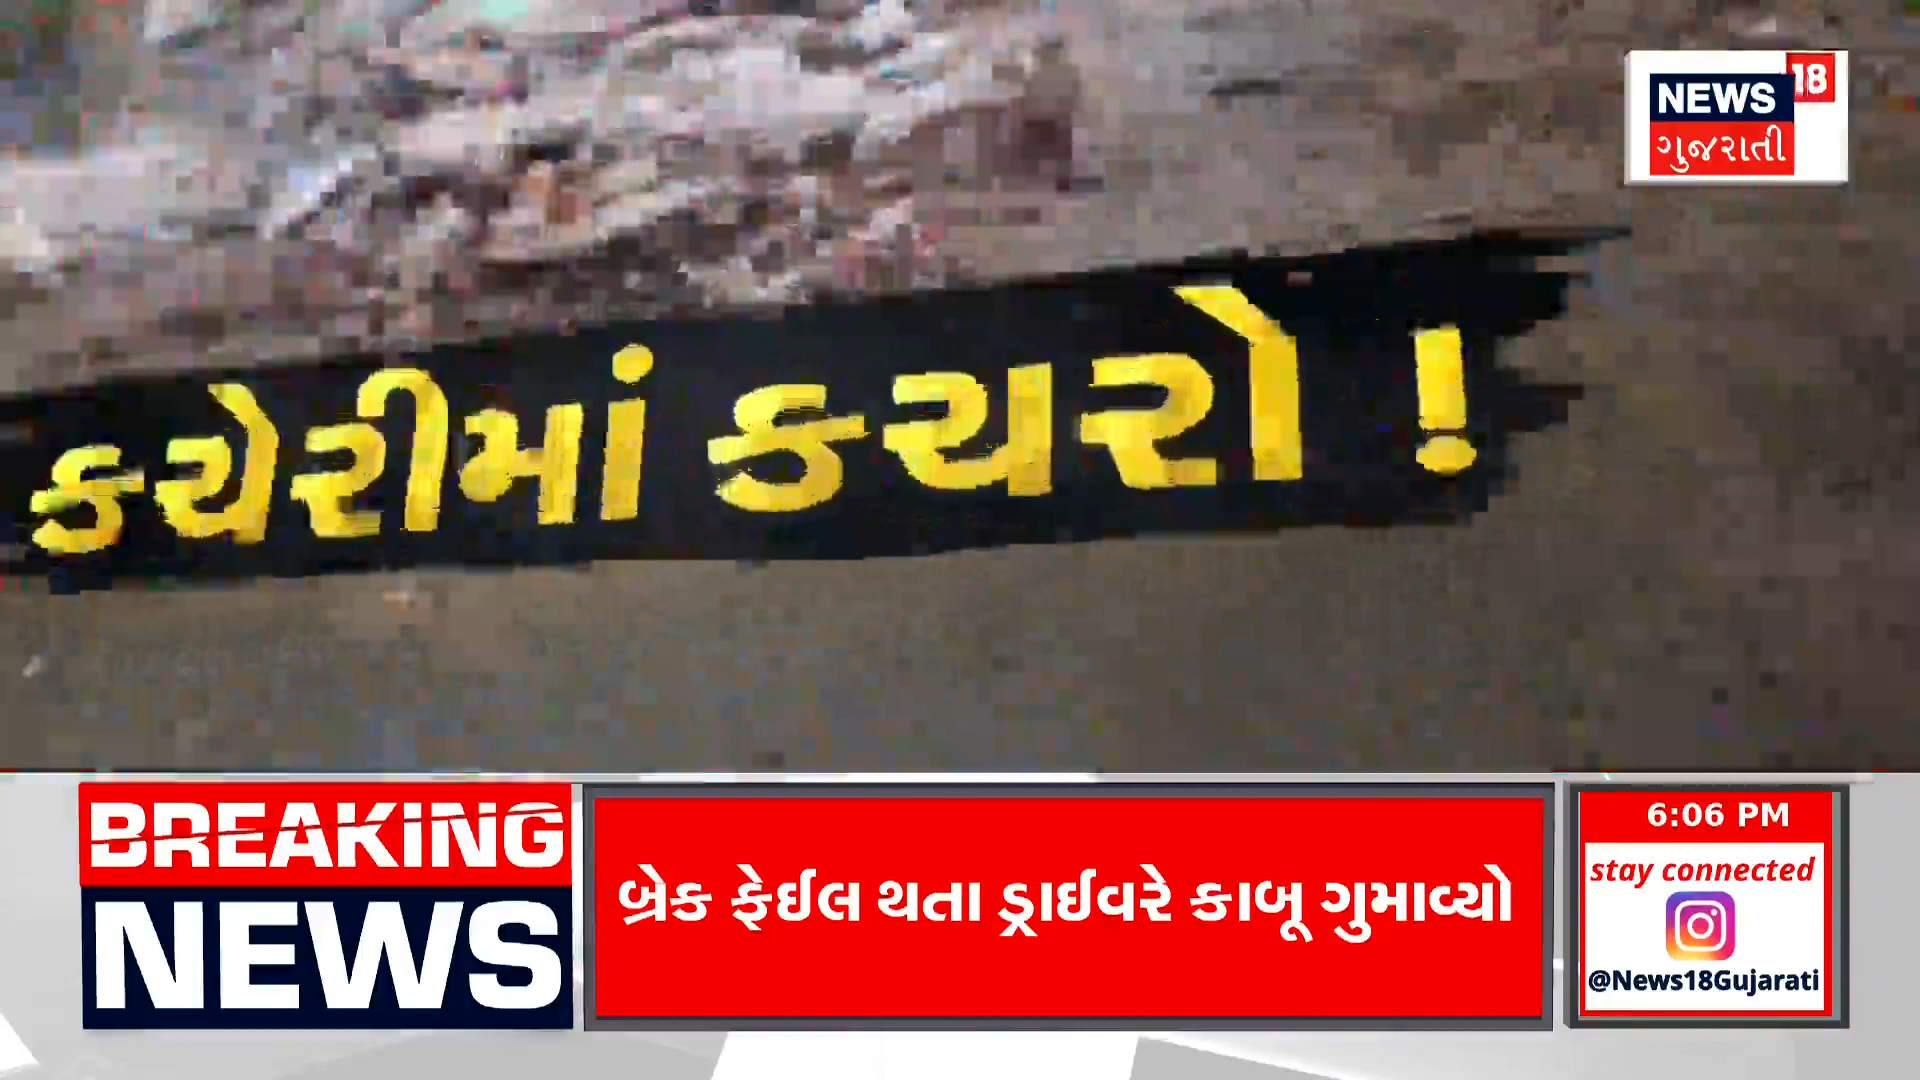 NEWS 18
ગુજરાતી
કચેરીમાં કચરો !
BREAKING
NEWS
બ્રેક ફેઈલ થતા ડ્રાઈવરે કાબૂ ગુમાવ્યો
6:06 PM
stay connected
@News18Gujarati